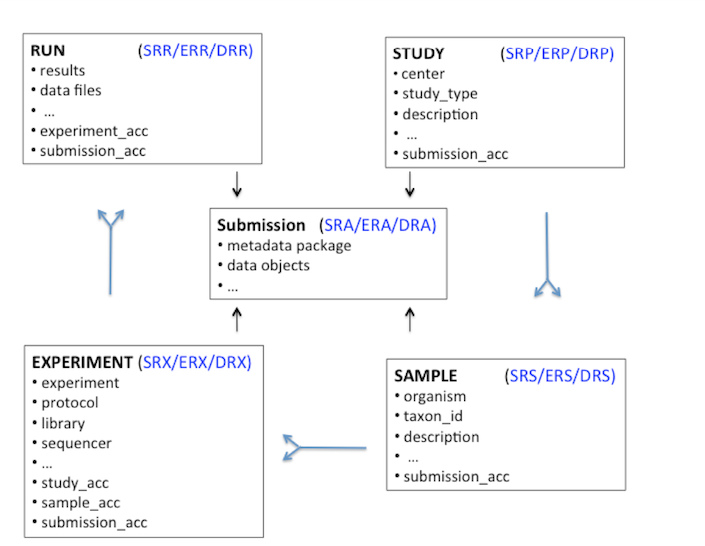 RUN (SRR/ERR/DRR)
• results
• data files
• ...
• experiment_acc
• submission_acc
STUDY (SRP/ERP/DRP)
• center
• study_type
• description
• ...
• submission_acc
Submission (SRA/ERA/DRA)
• metadata package
• data objects
• ...
EXPERIMENT (SRX/ERX/DRX)
• experiment
• protocol
• library
• sequencer
• ...
• study_acc
• sample_acc
• submission_acc
SAMPLE (SRS/ERS/DRS)
• organism
• taxon_id
• description
• ...
• submission_acc